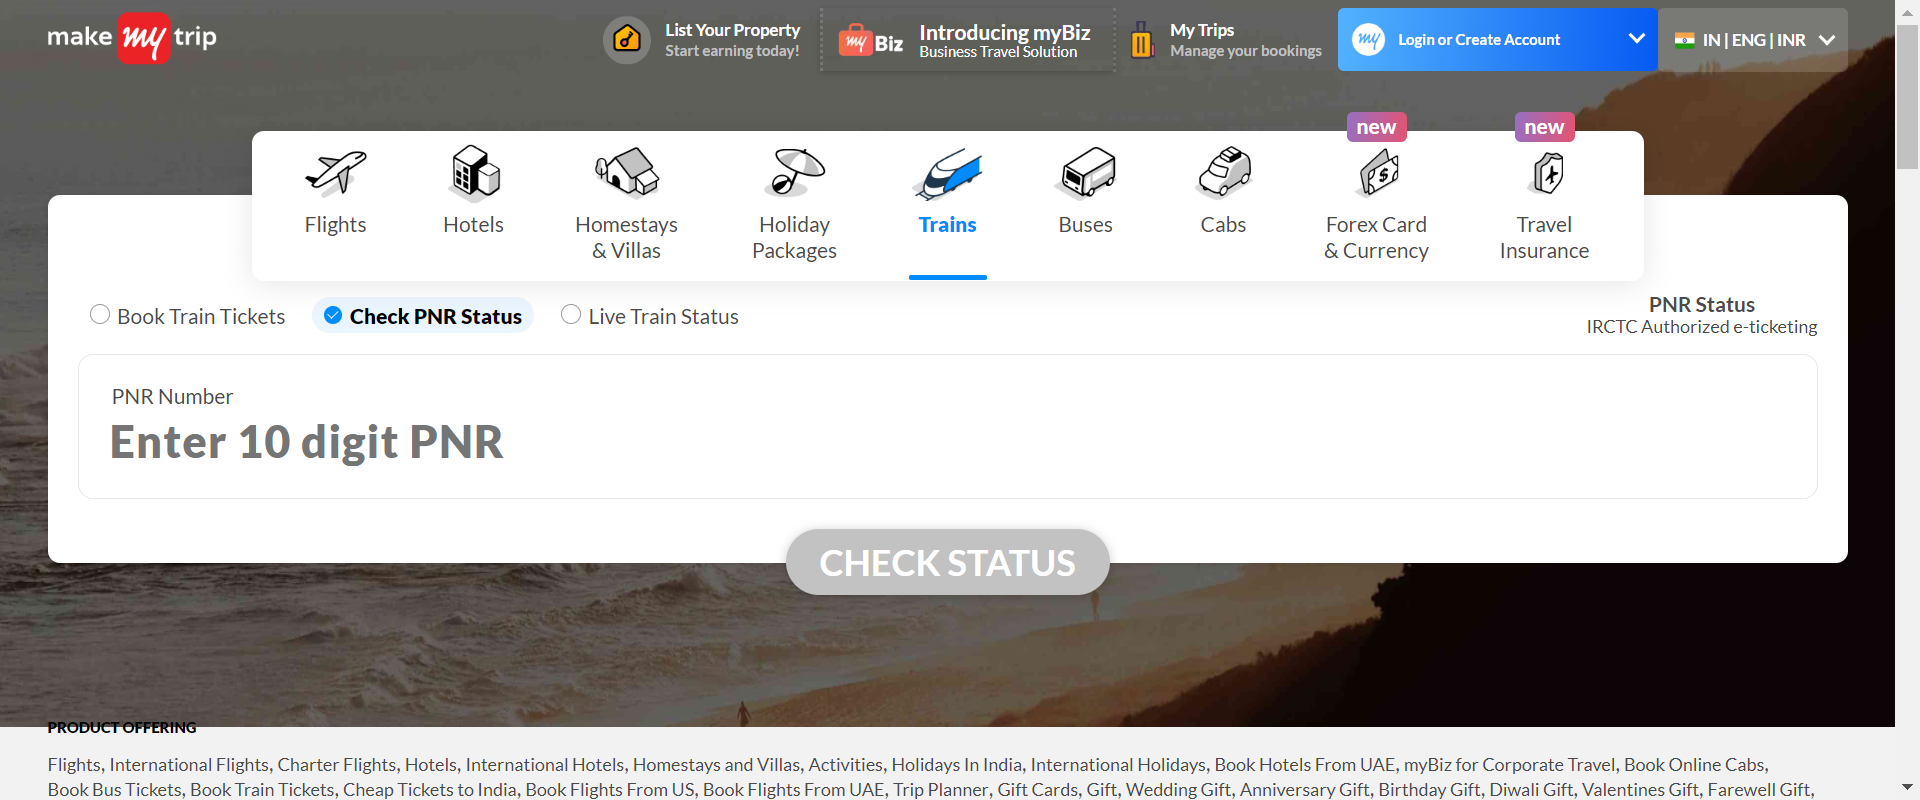 make my trip
List Your Property
Start earning today!
my Biz
Introducing myBiz
Business Travel Solution
My Trips
Manage your bookings
my
Login or Create Account
IN | ENG | INR
new
new
Flights
Hotels
Homestays
& Villas
Holiday
Packages
Trains
Buses
Cabs
Forex Card
& Currency
Travel
Insurance
Book Train Tickets
Check PNR Status
Live Train Status
PNR Status
IRCTC Authorized e-ticketing
PNR Number
Enter 10 digit PNR
CHECK STATUS
PRODUCT OFFERING
Flights, International Flights, Charter Flights, Hotels, International Hotels, Homestays and Villas, Activities, Holidays In India, International Holidays, Book Hotels From UAE, myBiz for Corporate Travel, Book Online Cabs,
Book Bus Tickets, Book Train Tickets, Cheap Tickets to India, Book Flights From US, Book Flights From UAE, Trip Planner, Gift Cards, Gift, Wedding Gift, Anniversary Gift, Birthday Gift, Diwali Gift, Valentines Gift, Farewell Gift,